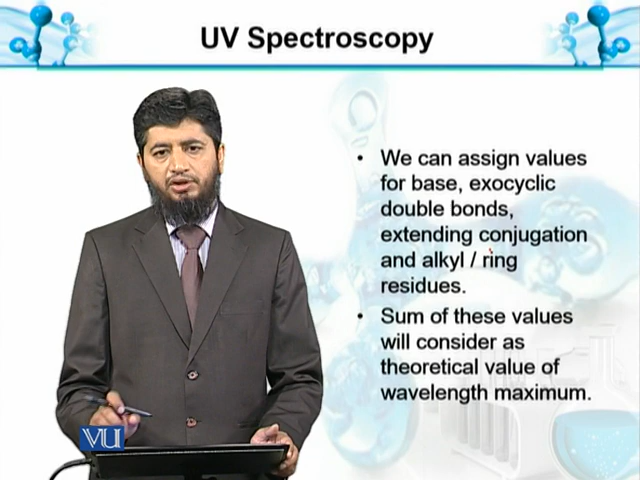 UV Spectroscopy
• We can assign values
for base, exocyclic
double bonds,
extending conjugation
and alkyl / ring
residues.
• Sum of these values
will consider as
theoretical value of
wavelength maximum.
VU